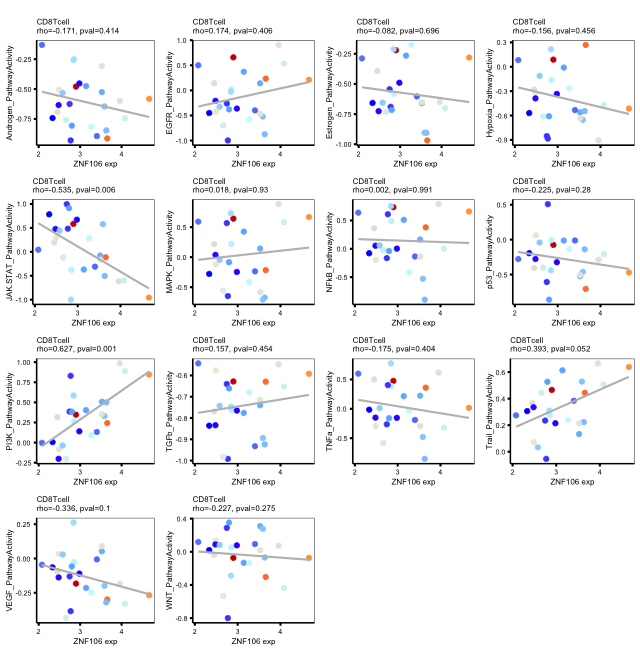 CD8Tcell
rho=-0.171, pval=0.414
Androgen_PathwayActivity
-0.25
-0.50
-0.75
2
3
4
ZNF106 exp
CD8Tcell
rho=0.174, pval=0.406
EGFR_PathwayActivity
1.0
0.5
0.0
-0.5
-1.0
2
3
4
ZNF106 exp
CD8Tcell
rho=-0.082, pval=0.696
Estrogen_PathwayActivity
-0.25
-0.50
-0.75
-1.00
2
3
4
ZNF106 exp
CD8Tcell
rho=-0.156, pval=0.456
Hypoxia_PathwayActivity
0.3
0.0
-0.3
-0.6
-0.9
2
3
4
ZNF106 exp
CD8Tcell
rho=-0.535, pval=0.006
JAK.STAT_PathwayActivity
1.0
0.5
0.0
-0.5
-1.0
2
3
4
ZNF106 exp
CD8Tcell
rho=0.018, pval=0.93
MAPK_PathwayActivity
0.5
0.0
-0.5
2
3
4
ZNF106 exp
CD8Tcell
rho=0.002, pval=0.991
NFkB_PathwayActivity
0.5
0.0
-0.5
2
3
4
ZNF106 exp
CD8Tcell
rho=-0.225, pval=0.28
p53_PathwayActivity
0.5
0.0
-0.5
2
3
4
ZNF106 exp
CD8Tcell
rho=0.627, pval=0.001
PI3K_PathwayActivity
1.00
0.75
0.50
0.25
0.00
-0.25
2
3
4
ZNF106 exp
CD8Tcell
rho=0.157, pval=0.454
TGFb_PathwayActivity
-0.6
-0.8
-1.0
2
3
4
ZNF106 exp
CD8Tcell
rho=-0.175, pval=0.404
TNFa_PathwayActivity
0.5
0.0
-0.5
2
3
4
ZNF106 exp
CD8Tcell
rho=0.393, pval=0.052
Trail_PathwayActivity
0.6
0.4
0.2
0.0
2
3
4
ZNF106 exp
CD8Tcell
rho=-0.336, pval=0.1
VEGF_PathwayActivity
0.25
0.00
-0.25
2
3
4
ZNF106 exp
CD8Tcell
rho=-0.227, pval=0.275
WNT_PathwayActivity
0.4
0.0
-0.4
-0.8
2
3
4
ZNF106 exp